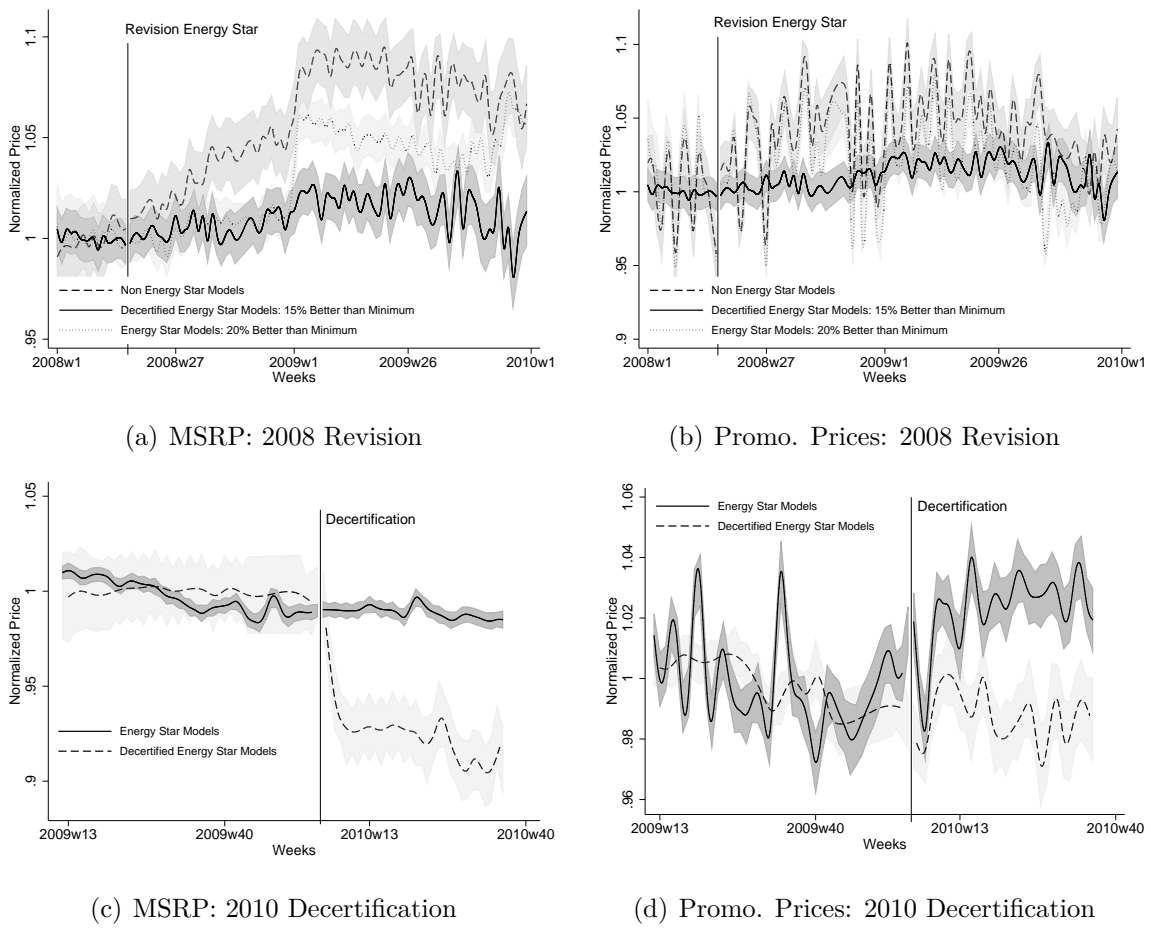 Revision Energy Star
1.1
1.05
1
.95
Normalized Price
Non Energy Star Models
Decertified Energy Star Models: 15% Better than Minimum
Energy Star Models: 20% Better than Minimum
2008w1 2008w27 2009w1 2009w26 2010w1
Weeks
(a) MSRP: 2008 Revision
Revision Energy Star
1.1
1.05
1
.95
.9
Normalized Price
Non Energy Star Models
Decertified Energy Star Models: 15% Better than Minimum
Energy Star Models: 20% Better than Minimum
2008w1 2008w27 2009w1 2009w26 2010w1
Weeks
(b) Promo. Prices: 2008 Revision
1.05
1
.95
.9
Normalized Price
Decertification
Energy Star Models
Decertified Energy Star Models
2009w13 2009w40 2010w13 2010w40
Weeks
(c) MSRP: 2010 Decertification
1.06
1.04
1.02
1
.98
.96
Normalized Price
Energy Star Models
Decertified Energy Star Models
Decertification
2009w13 2009w40 2010w13 2010w40
Weeks
(d) Promo. Prices: 2010 Decertification